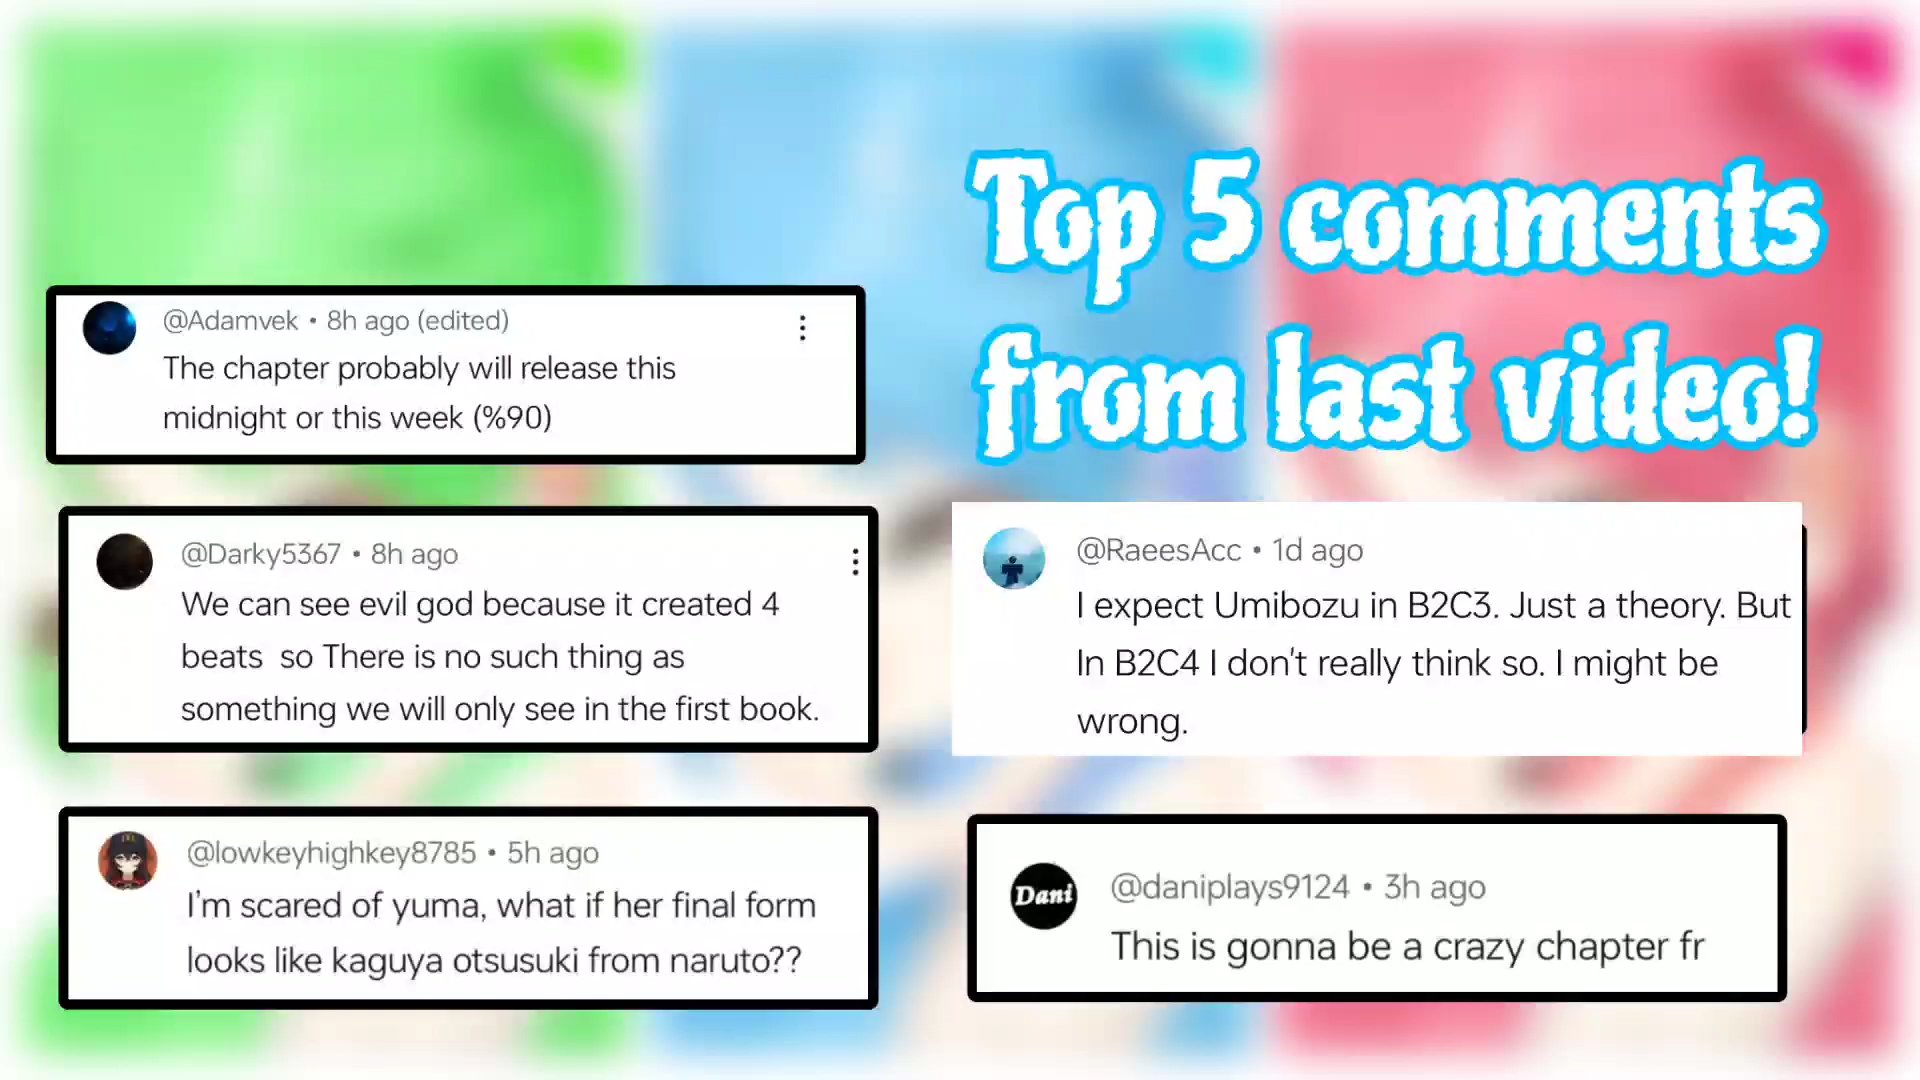 Top 5 comments
from last video!
@Adamvek • 8h ago (edited)
The chapter probably will release this
midnight or this week (%90)
@Darky5367 • 8h ago
We can see evil god because it created 4
beats  so There is no such thing as
something we will only see in the first book.
@lowkeyhighkey8785 • 5h ago
I'm scared of yuma, what if her final form
looks like kaguya otsusuki from naruto??
@RaeesAcc • 1d ago
I expect Umibozu in B2C3. Just a theory. But
In B2C4 I don't really think so. I might be
wrong.
Dani
@daniplays9124 • 3h ago
This is gonna be a crazy chapter fr